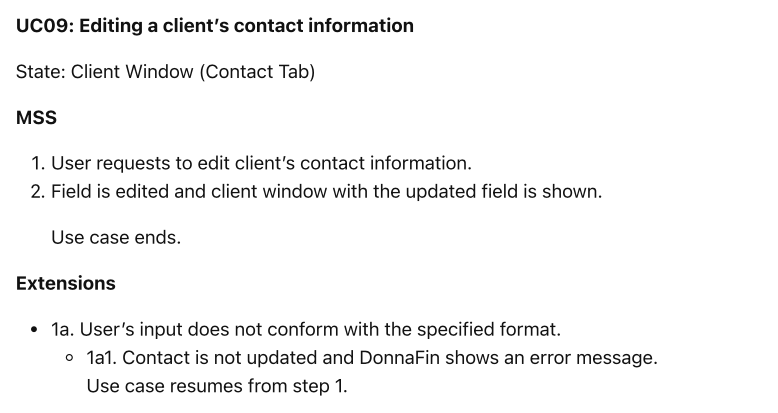 UC09: Editing a client’s contact information
State: Client Window (Contact Tab)
MSS
1. User requests to edit client’s contact information.
2. Field is edited and client window with the updated field is shown.
Use case ends.
Extensions
• 1a. User’s input does not conform with the specified format.
◦ 1a1. Contact is not updated and DonnaFin shows an error message.
Use case resumes from step 1.